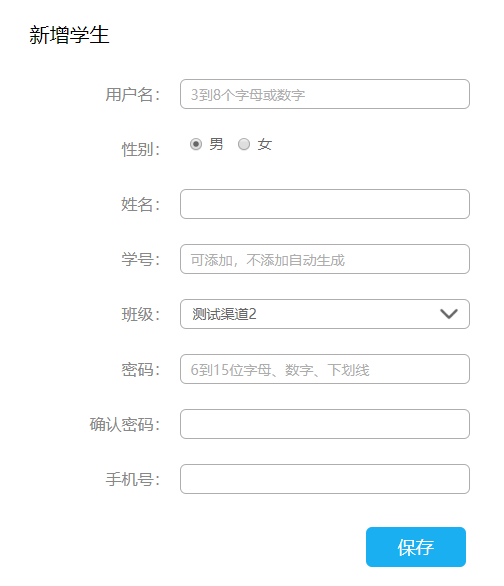 新增学生
用户名： 3到8个字母或数字
性别： 男 女
姓名：
学号： 可添加，不添加自动生成
班级： 测试渠道2
密码： 6到15位字母、数字、下划线
确认密码：
手机号：
保存